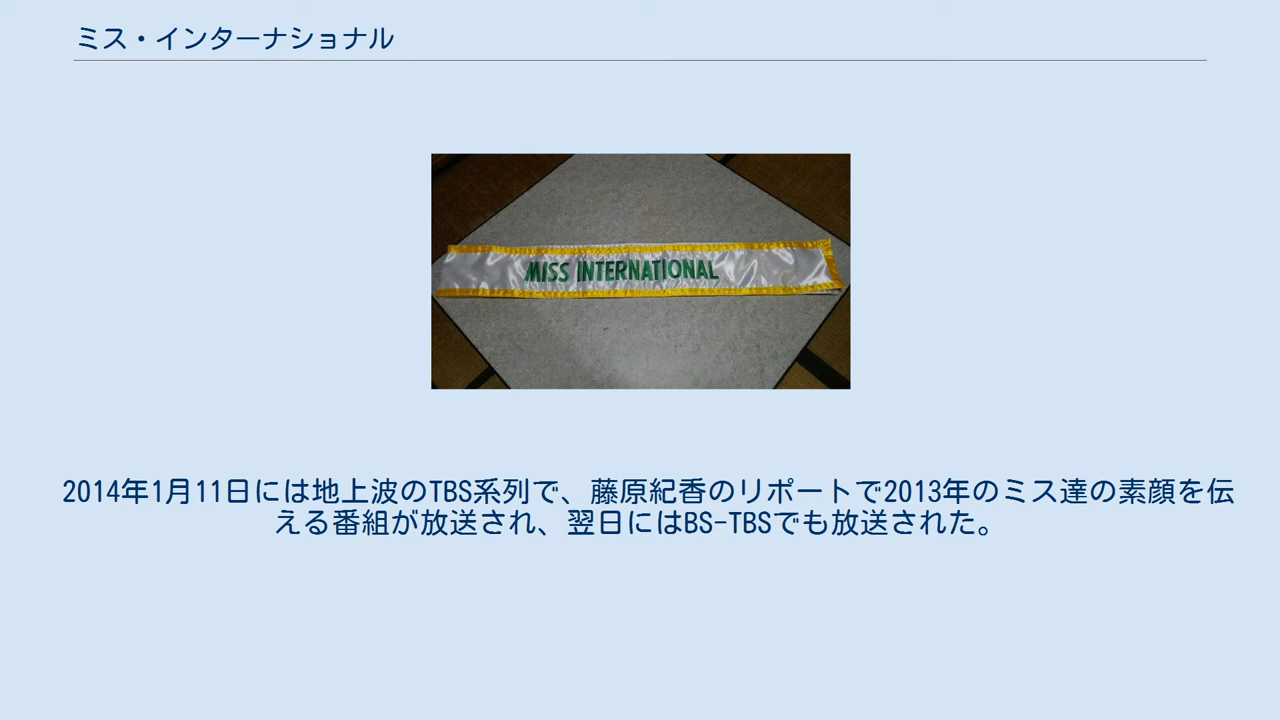 ミス・インターナショナル
MISS INTERNATIONAL
2014年1月11日には地上波のTBS系列で、藤原紀香のリポートで2013年のミス達の素顔を伝
える番組が放送され、翌日にはBS-TBSでも放送された。